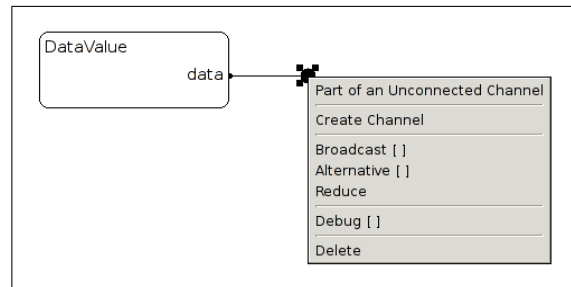 DataValue
data
Part of an Unconnected Channel
Create Channel
Broadcast [ ]
Alternative [ ]
Reduce
Debug [ ]
Delete